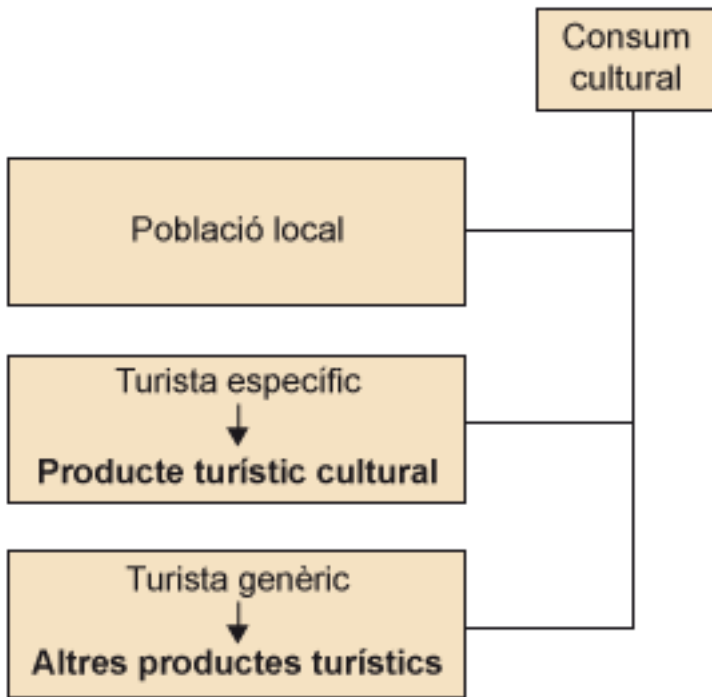 Consum
cultural
Població local
Turista específic
Producte turístic cultural
Turista genèric
Altres productes turístics